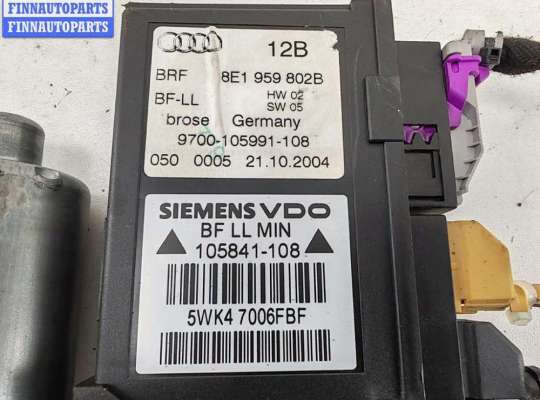 FINNAUTOPARTS
FINNAUTOPARTS
12B
BRF 8E1 959 802B
BF-LL HW 02
SW 05
brose Germany
9700-105991-108
050 0005 21.10.2004
SIEMENS VDO
BF LL MIN
105841-108
5WK4 7006FBF